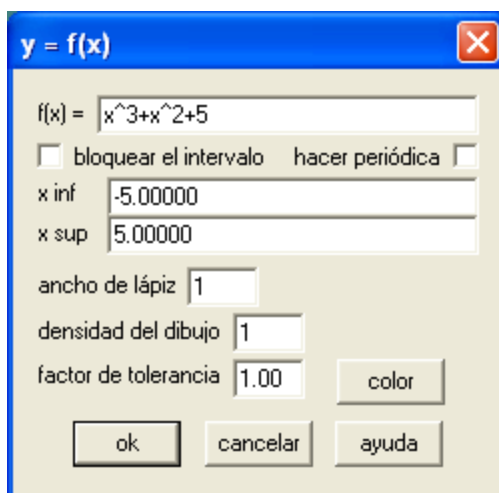 y = f(x)
f(x) = x^3+x^2+5
bloquear el intervalo hacer periódica
x inf -5.00000
x sup 5.00000
ancho de lápiz 1
densidad del dibujo 1
factor de tolerancia 1.00 color
ok cancelar ayuda